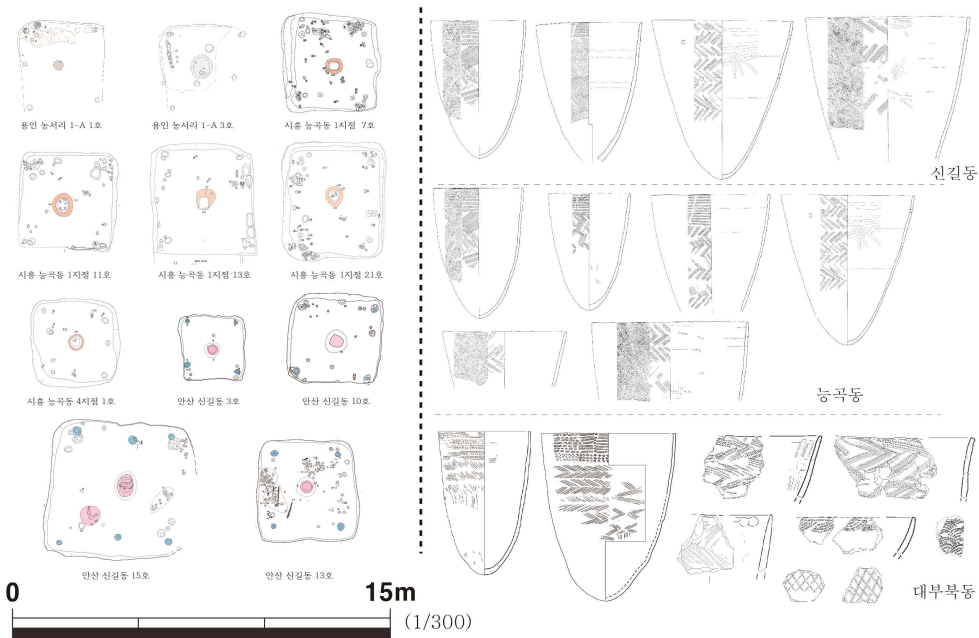 용인 농서리 1-A 1호
용인 농서리 1-A 3호
시흥 능곡동 1지점 7호
시흥 능곡동 1지점 11호
시흥 능곡동 1지점 13호
시흥 능곡동 1지점 21호
시흥 능곡동 4지점 1호
안산 신길동 3호
안산 신길동 10호
안산 신길동 15호
안산 신길동 13호
0 15m
(1/300)
신길동
능곡동
대부북동